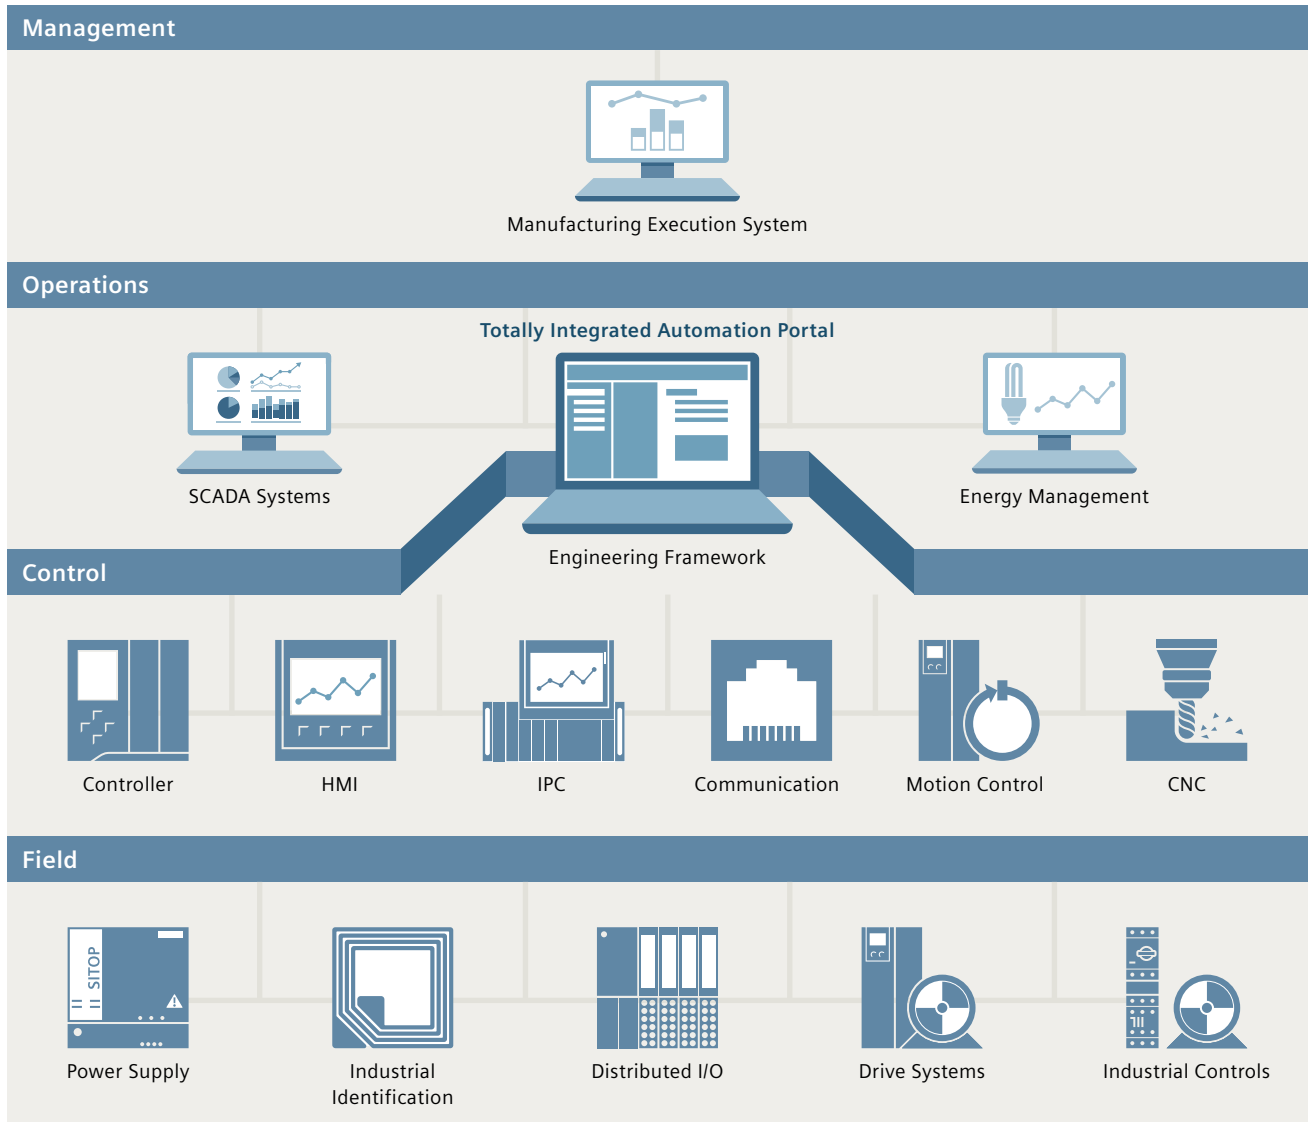 Management
Manufacturing Execution System
Operations
Totally Integrated Automation Portal
SCADA Systems
Energy Management
Engineering Framework
Control
Controller
HMI
IPC
Communication
Motion Control
CNC
Field
SITOP
Power Supply
Industrial
Identification
Distributed I/O
Drive Systems
Industrial Controls